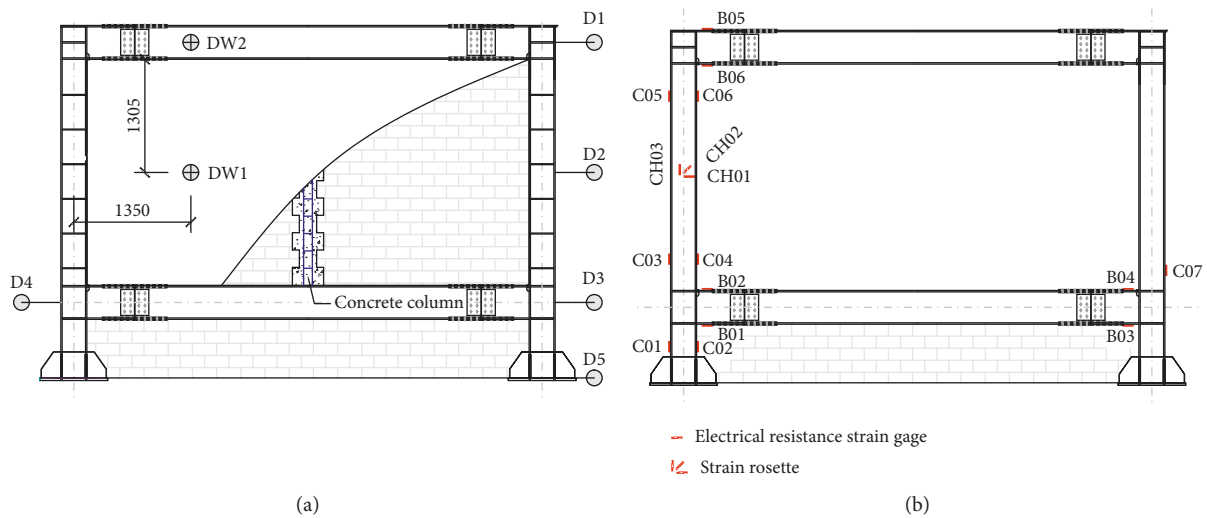 D1
DW2
1305
DW1
D2
1350
D4
D3
Concrete column
D5
(a)
B05
B06
C05
C06
CH03
CH02
CH01
C03
C04
B02
B04
C07
B01
B03
C01
C02
Electrical resistance strain gage
Strain rosette
(b)